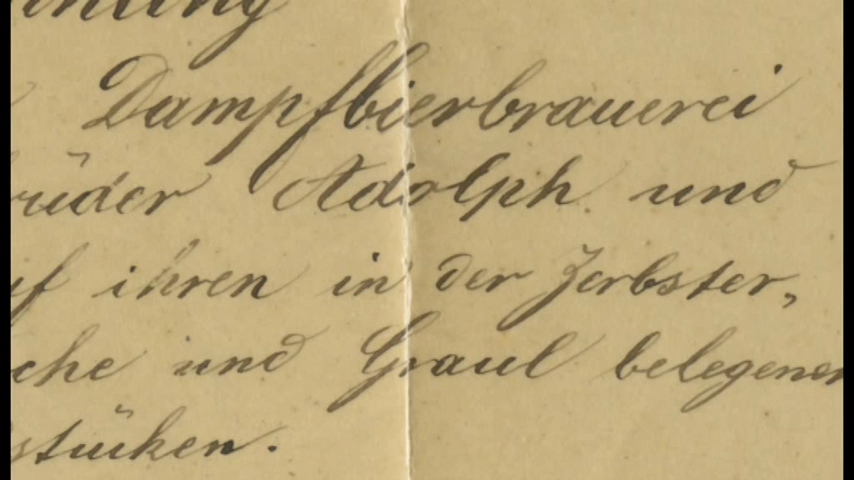 Dampfbierbrauerei
rüder Adolph und
f ihren in der Zerbster,
che und Graul belegenen
stücken.